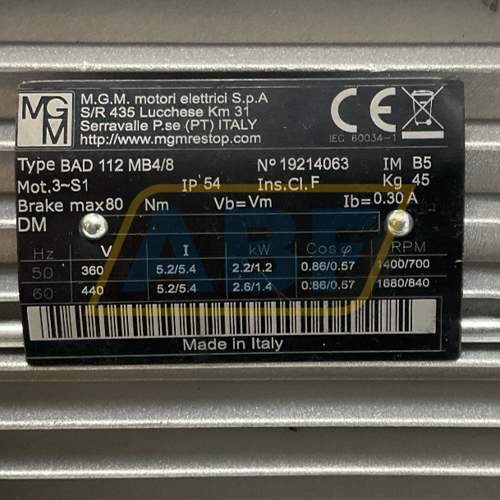 MGM
M.G.M. motori elettrici S.p.A
S/R 435 Lucchese Km 31
Serravalle P.se (PT) ITALY
http://www.mgmrestop.com
CE
IEC 60034-1
Type BAD 112 MB4/8 N° 19214063 IM B5
Mot.3~S1 IP 54 Ins.Cl.F Kg 45
Brake max80 Nm Vb=Vm Ib=0.30 A
DM
Hz V I kW Cosφ RPM
50 360 5.2/5.4 2.2/1.2 0.86/0.57 1400/700
60 440 5.2/5.4 2.6/1.4 0.86/0.57 1680/840
Made in Italy
ABF